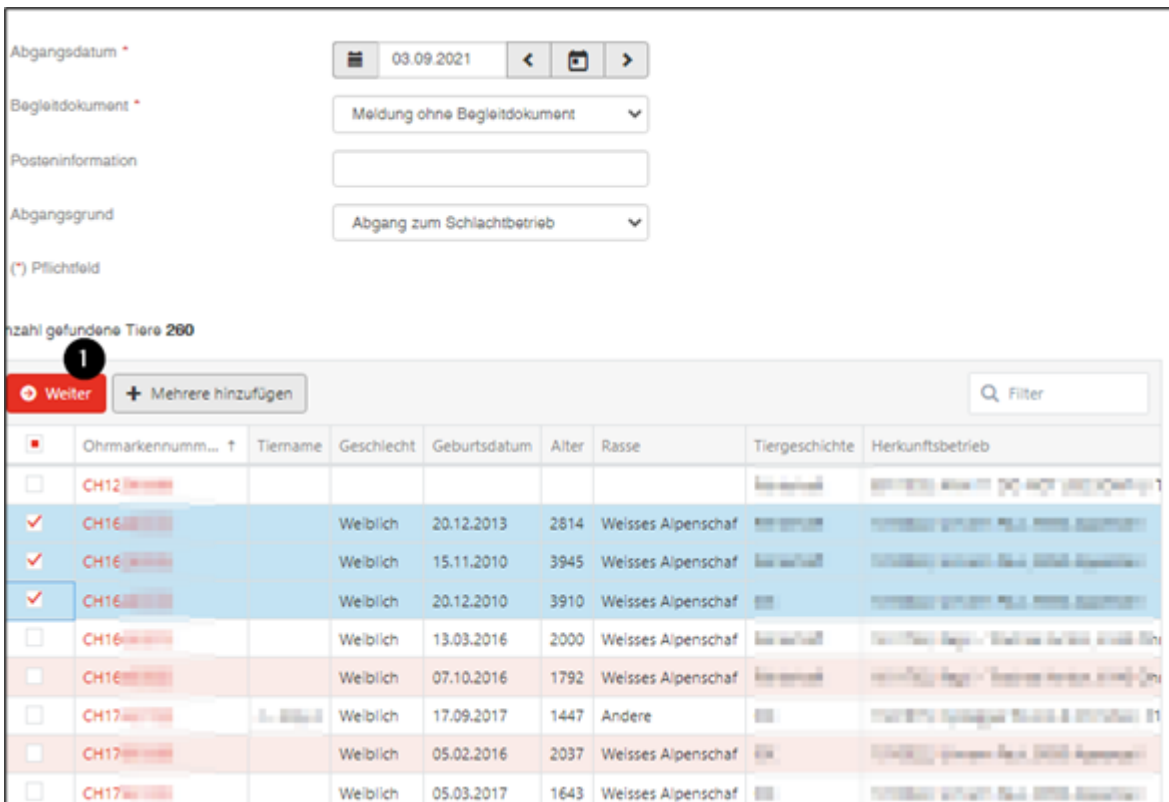 Abgangsdatum *
03.09.2021
Begleitdokument *
Meldung ohne Begleitdokument
Posteninformation
Abgangsgrund
Abgang zum Schlachtbetrieb
(*) Pflichtfeld
nzahl gefundene Tiere 260
1
Weiter
Mehrere hinzufügen
Filter
Ohrmarkennumm... ↑ Tiername Geschlecht Geburtsdatum Alter Rasse Tiergeschichte Herkunftsbetrieb
CH12
CH16 Weiblich 20.12.2013 2814 Weisses Alpenschaf
CH16 Weiblich 15.11.2010 3945 Weisses Alpenschaf
CH16 Weiblich 20.12.2010 3910 Weisses Alpenschaf
CH16 Weiblich 13.03.2016 2000 Weisses Alpenschaf
CH16 Weiblich 07.10.2016 1792 Weisses Alpenschaf
CH17 Weiblich 17.09.2017 1447 Andere
CH17 Weiblich 05.02.2016 2037 Weisses Alpenschaf
CH17 Weiblich 05.03.2017 1643 Weisses Alpenschaf